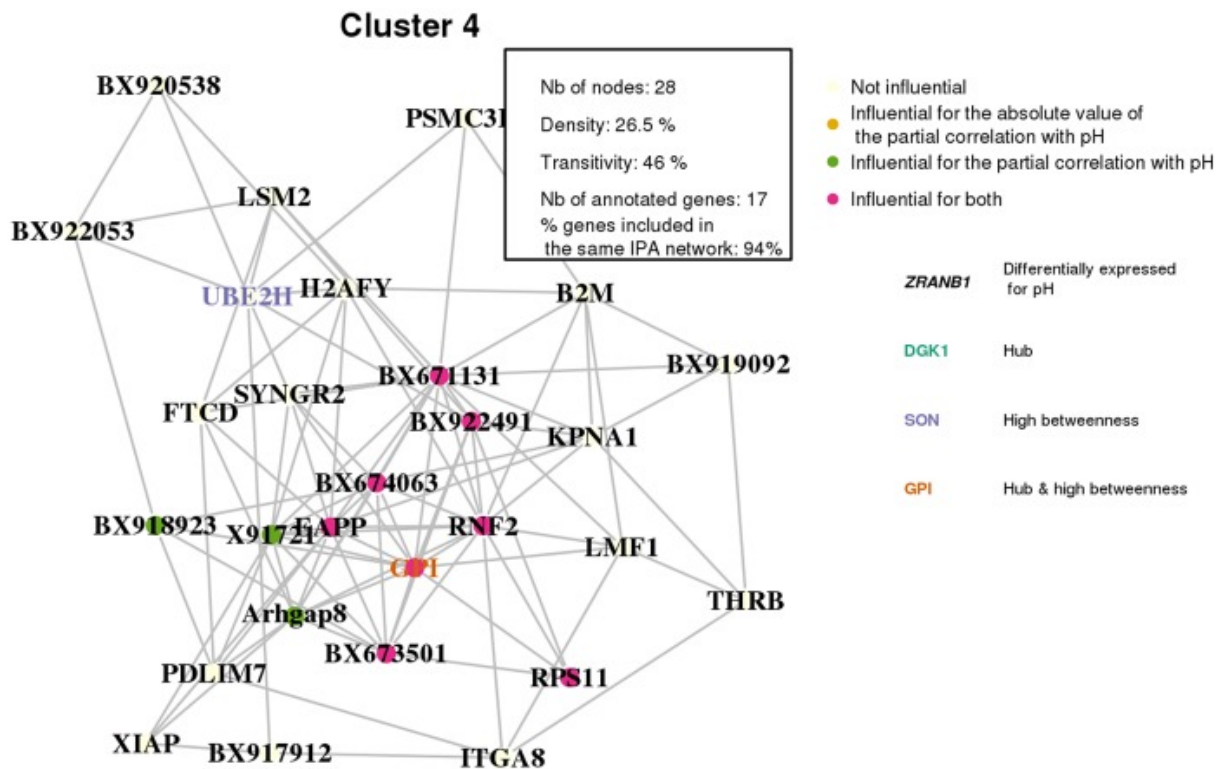 Cluster 4
BX920538
PSMC3I
Nb of nodes: 28
Density: 26.5 %
Transitivity: 46 %
Nb of annotated genes: 17
% genes included in
the same IPA network: 94%
Not influential
Influential for the absolute value of
the partial correlation with pH
Influential for the partial correlation with pH
Influential for both
ZRANB1 Differentially expressed
for pH
DGK1 Hub
SON High betweenness
GPI Hub & high betweenness
LSM2
BX922053
UBE2H H2AFY B2M
BX919092
BX671131
SYNGR2
FTCD
BX922491
KPNA1
BX674063
BX918923 X91721 EAPP RNF2
LMF1
GPI
THRB
Arhgap8
BX673501
PDLIM7
RPS11
XIAP BX917912 ITGA8